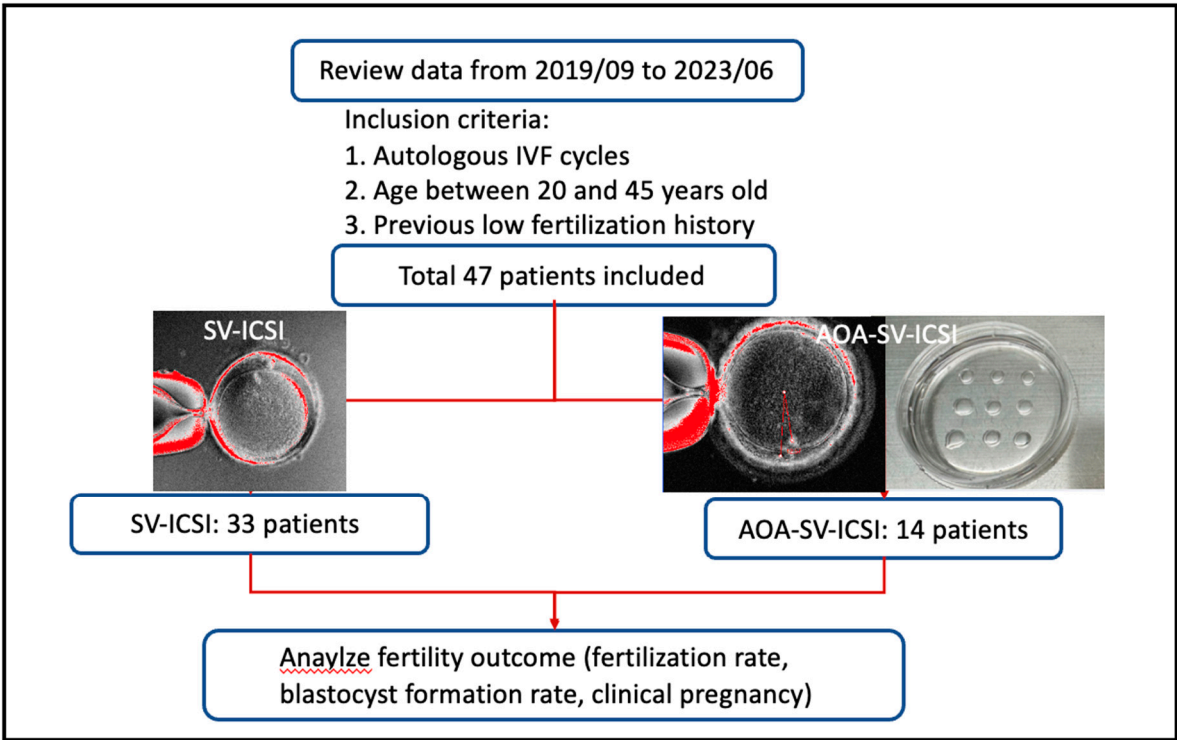 Review data from 2019/09 to 2023/06
Inclusion criteria:
1. Autologous IVF cycles
2. Age between 20 and 45 years old
3. Previous low fertilization history
Total 47 patients included
SV-ICSI
AOA-SV-ICSI
SV-ICSI: 33 patients
AOA-SV-ICSI: 14 patients
Anaylze fertility outcome (fertilization rate,
blastocyst formation rate, clinical pregnancy)